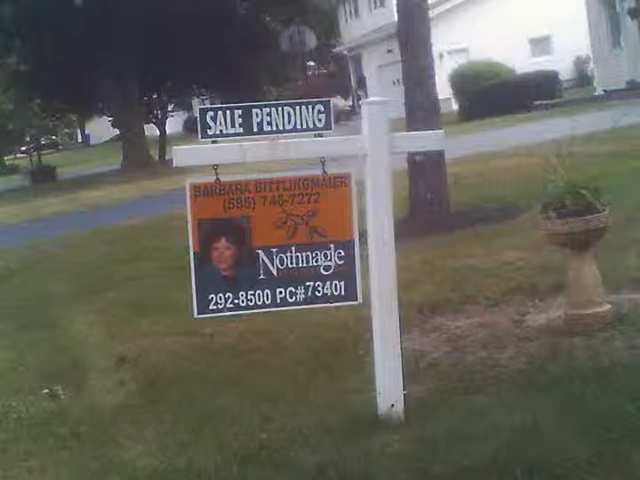 SALE PENDING
BARBARA BITTLINGMAIER
(585) 746-7272
Nothnagle
292-8500 PC#73401